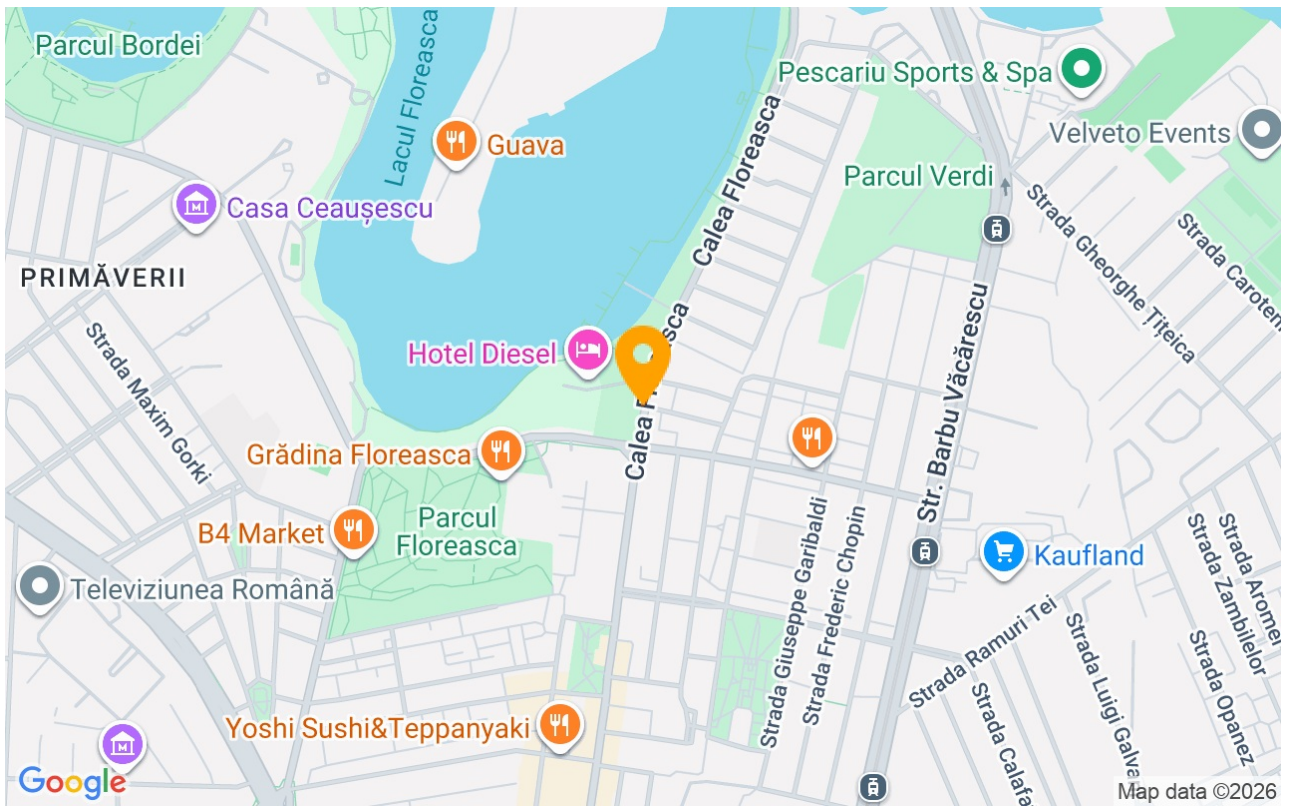 Parcul Bordei
Lacul Floreasca
Guava
Casa Ceaușescu
PRIMĂVERII
Strada Maxim Gorki
Hotel Diesel
Grădina Floreasca
B4 Market
Parcul
Floreasca
Televiziunea Română
Yoshi Sushi&Teppanyaki
Calea Floreasca
Calea F
asca
Calea F
Pescariu Sports & Spa
Velveto Events
Parcul Verdi
Strada Gheorghe Țițeica
Strada Caroten
Str. Barbu Văcărescu
Kaufland
Strada Giuseppe Garibaldi
Strada Frederic Chopin
Strada Ramuri Tei
Strada Luigi Galva
Strada Calafa
Strada Zambilelor
Strada Aromei
Strada Opanez
Google
Map data ©2026